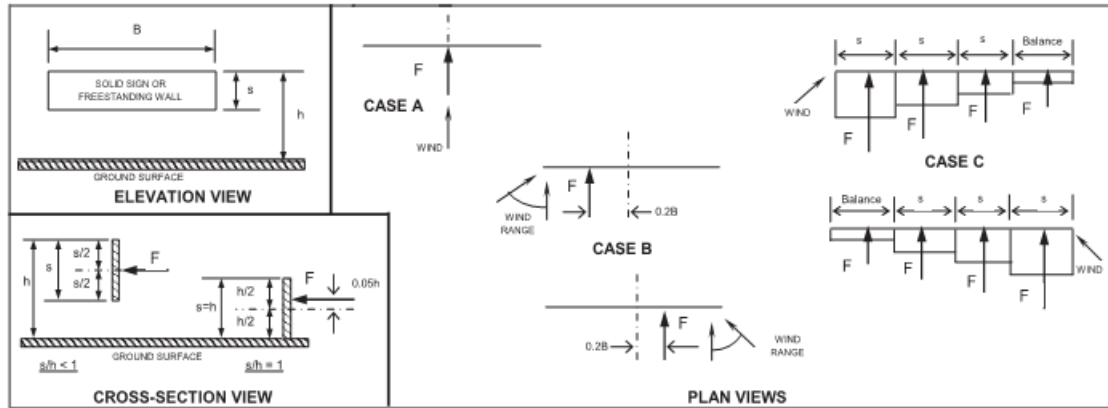 B
SOLID SIGN OR
FREESTANDING WALL
s
h
GROUND SURFACE
ELEVATION VIEW
h
s
s/2
s/2
F
s=h
h/2
h/2
F
0.05h
GROUND SURFACE
s/h < 1
s/h = 1
CROSS-SECTION VIEW
F
CASE A
WIND
F
WIND
RANGE
0.2B
CASE B
0.2B
F
WIND
RANGE
s
s
s
Balance
WIND
F
F
F
F
CASE C
Balance
s
s
s
F
F
F
F
WIND
PLAN VIEWS